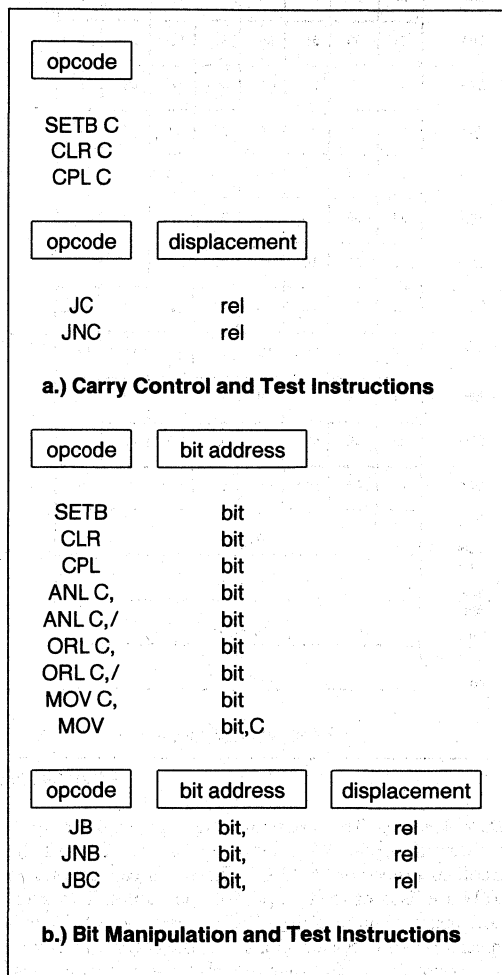 opcode
SETB C
CLR C
CPL C
opcode displacement
JC rel
JNC rel
a.) Carry Control and Test Instructions
opcode bit address
SETB bit
CLR bit
CPL bit
ANL C, bit
ANL C,/ bit
ORL C, bit
ORL C,/ bit
MOV C, bit
MOV bit,C
opcode bit address displacement
JB bit, rel
JNB bit, rel
JBC bit, rel
b.) Bit Manipulation and Test Instructions